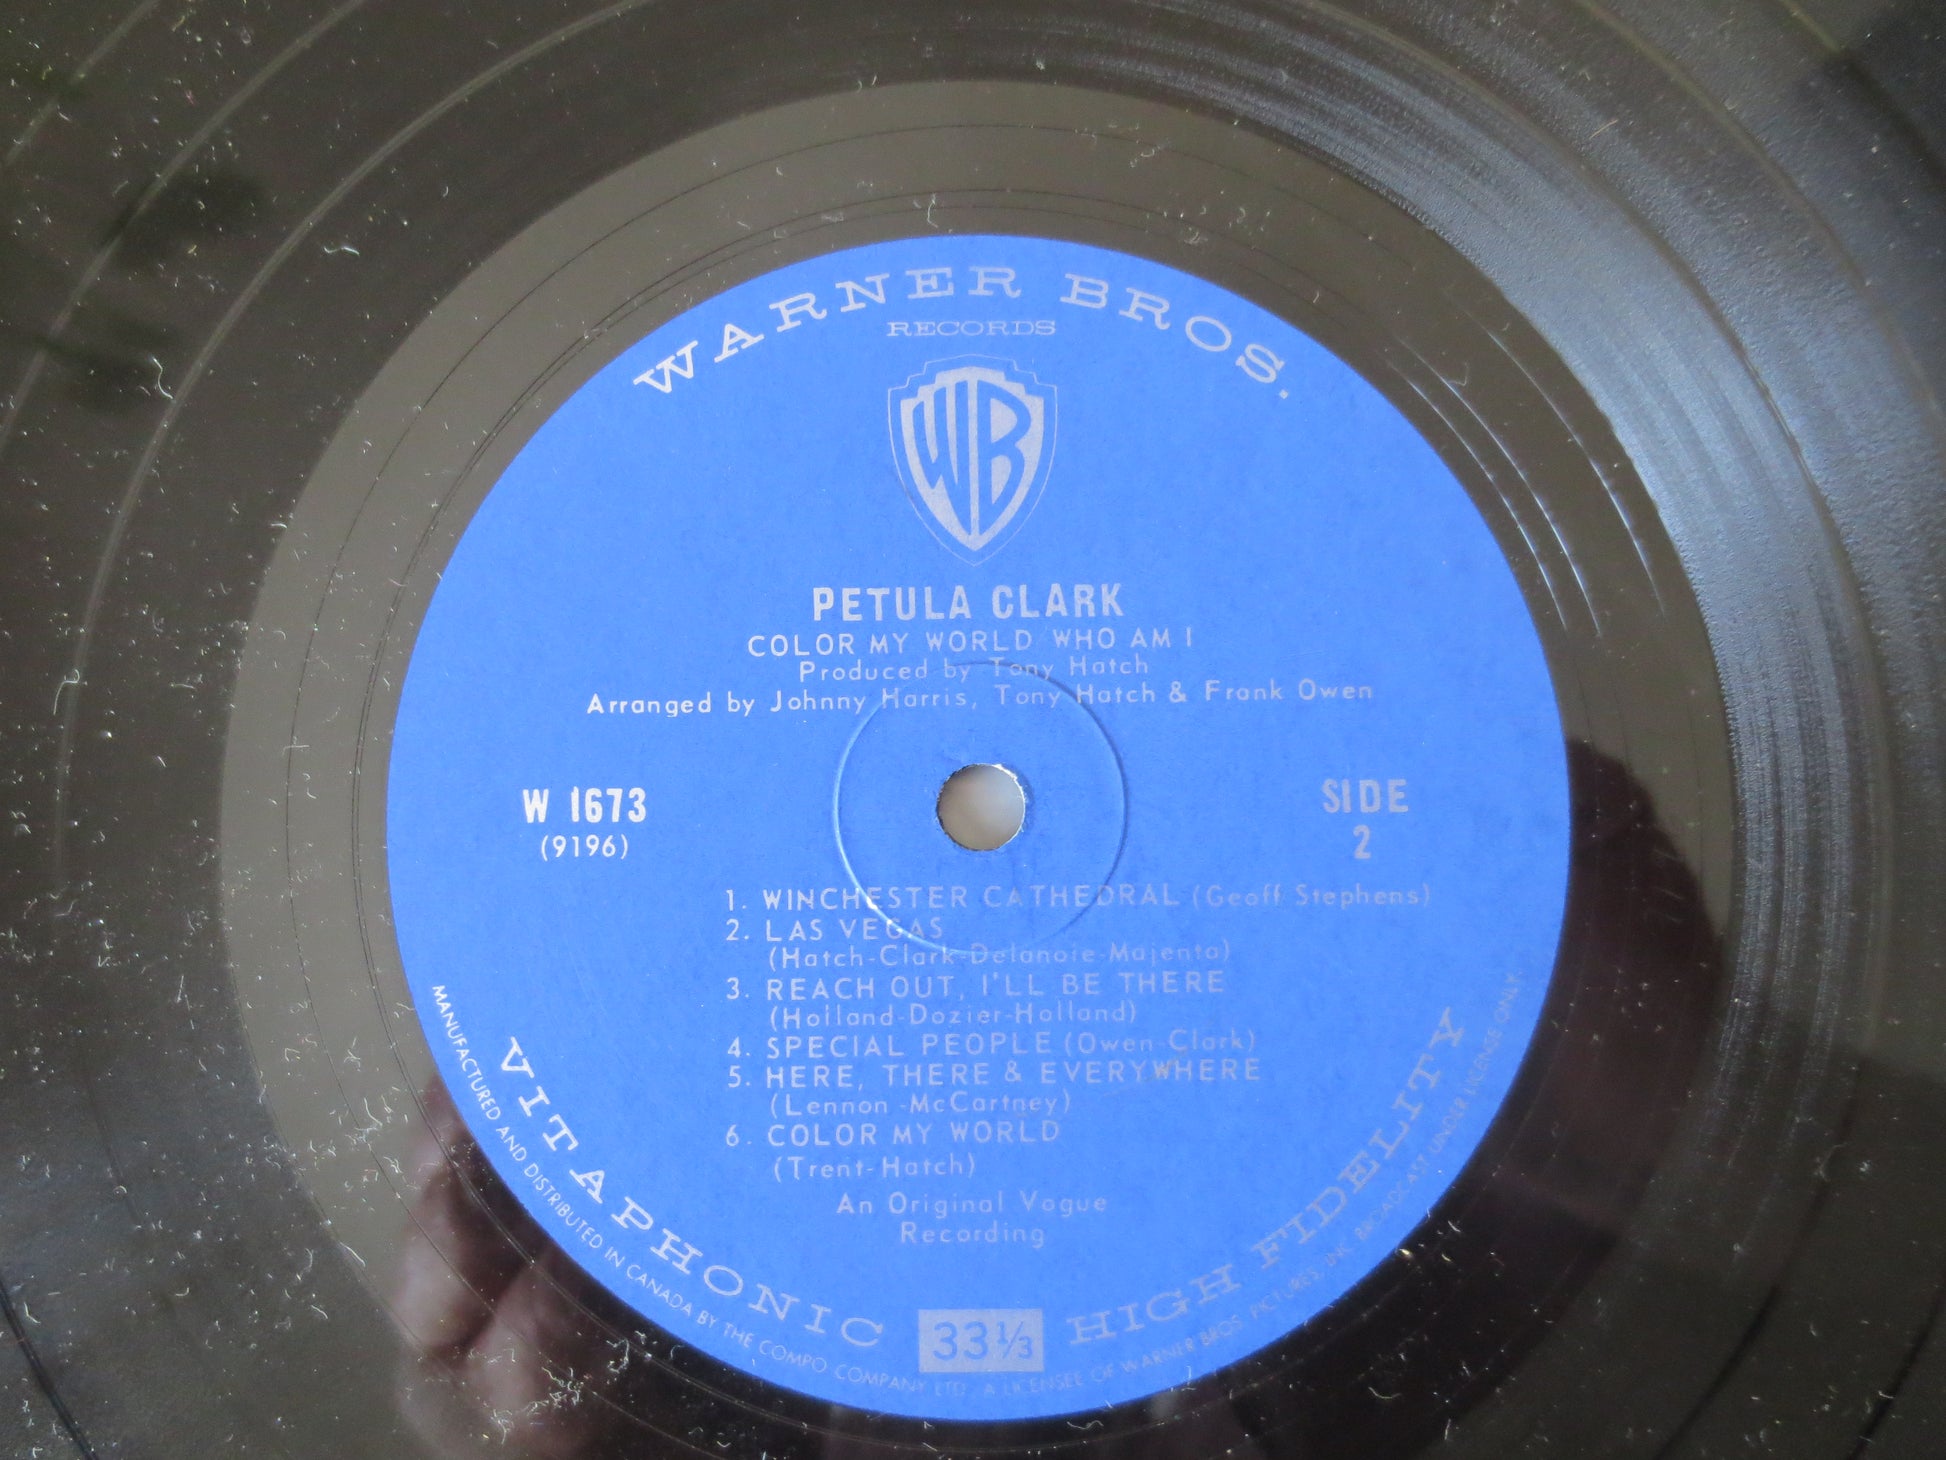 WARNER BROS.
RECORDS
WB
PETULA CLARK
COLOR MY WORLD WHO AM I
Produced by Tony Hatch
Arranged by Johnny Harris, Tony Hatch & Frank Owen
W 1673
(9196)
SIDE
2
1. WINCHESTER CATHEDRAL (Geoff Stephens)
2. LAS VEGAS
(Hatch-Clark-Delanoie-Majenta)
3. REACH OUT, I'LL BE THERE
(Holland-Dozier-Holland)
4. SPECIAL PEOPLE (Owen-Clark)
5. HERE, THERE & EVERYWHERE
(Lennon -McCartney)
6. COLOR MY WORLD
(Trent-Hatch)
An Original Vogue
Recording
VITAPHONIC
33 1/3
HIGH FIDELITY
MANUFACTURED AND DISTRIBUTED IN CANADA BY THE COMPO COMPANY LTD. A LICENSEE OF WARNER BROS. PICTURES, INC. BROADCAST UNDER LICENSE ONLY.